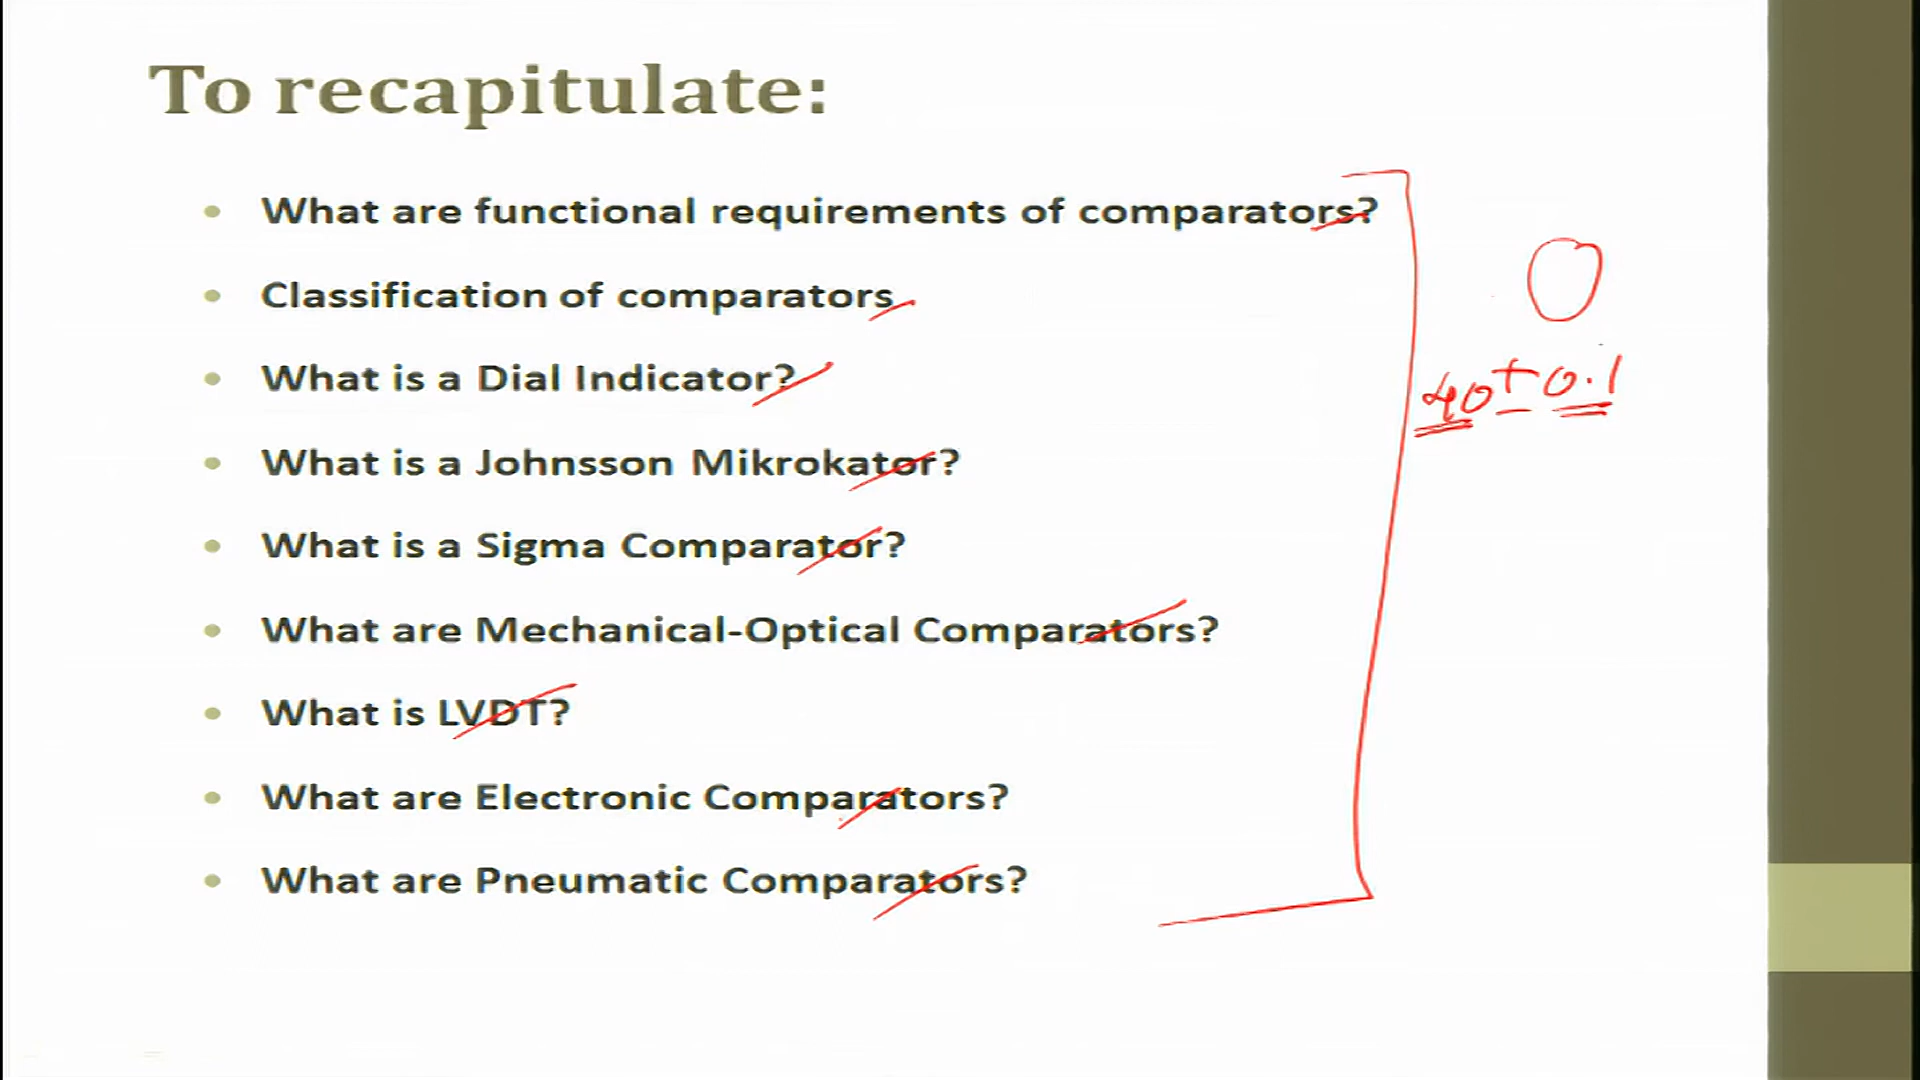 To recapitulate:
• What are functional requirements of comparators?
• Classification of comparators
• What is a Dial Indicator?
• What is a Johnsson Mikrokator?
• What is a Sigma Comparator?
• What are Mechanical-Optical Comparators?
• What is LVDT?
• What are Electronic Comparators?
• What are Pneumatic Comparators?
40 ± 0.1